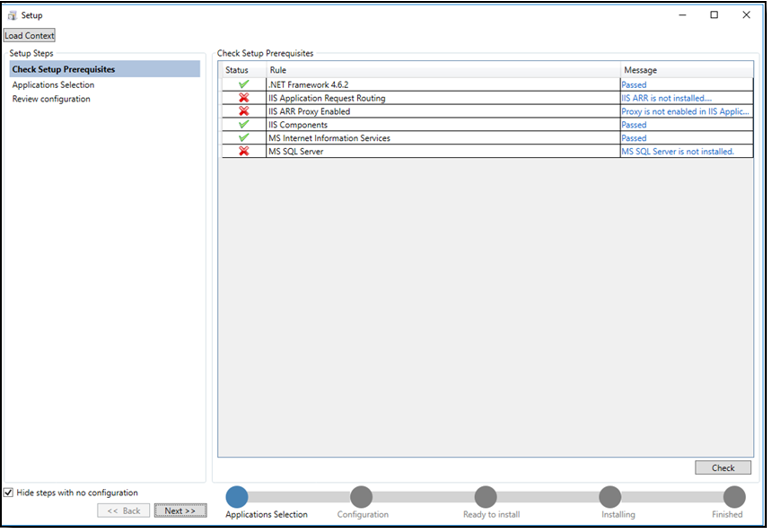 Setup
Load Context
Setup Steps
Check Setup Prerequisites
Applications Selection
Review configuration
Check Setup Prerequisites
Status Rule Message
.NET Framework 4.6.2 Passed
IIS Application Request Routing IIS ARR is not installed....
IIS ARR Proxy Enabled Proxy is not enabled in IIS Applic...
IIS Components Passed
MS Internet Information Services Passed
MS SQL Server MS SQL Server is not installed.
Check
Hide steps with no configuration
<< Back Next >>
Applications Selection Configuration Ready to install Installing Finished